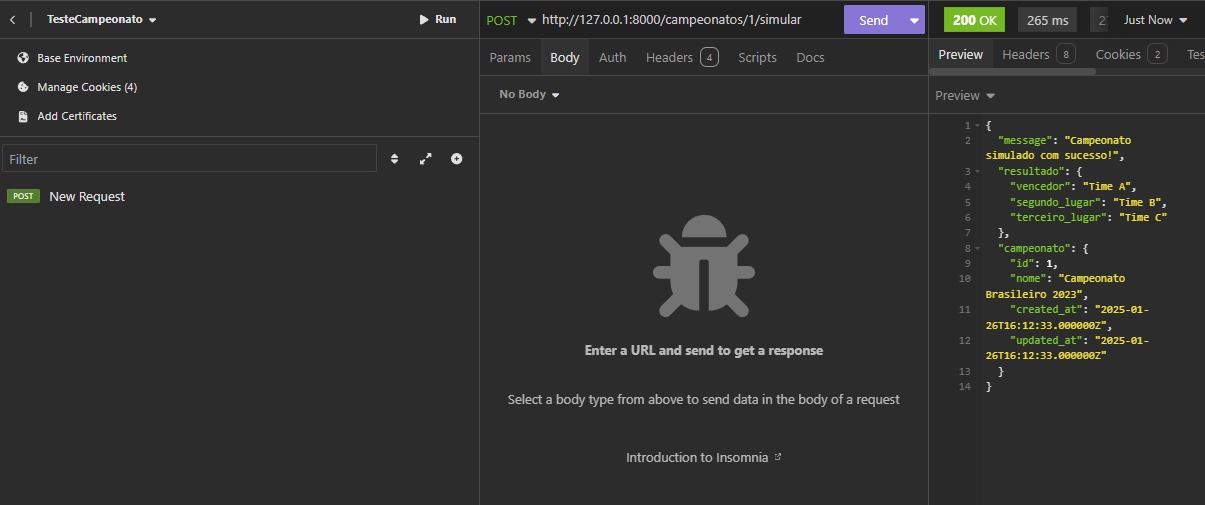 TesteCampeonato
Run
Base Environment
Manage Cookies (4)
Add Certificates
Filter
POST New Request
POST http://127.0.0.1:8000/campeonatos/1/simular Send
Params Body Auth Headers 4 Scripts Docs
No Body
Enter a URL and send to get a response
Select a body type from above to send data in the body of a request
Introduction to Insomnia
200 OK 265 ms 2 Just Now
Preview Headers 8 Cookies 2 Tes
Preview
1 {
2 "message": "Campeonato
simulado com sucesso!",
3 "resultado": {
4 "vencedor": "Time A",
5 "segundo_lugar": "Time B",
6 "terceiro_lugar": "Time C"
7 },
8 "campeonato": {
9 "id": 1,
10 "nome": "Campeonato
Brasileiro 2023",
11 "created_at": "2025-01-
26T16:12:33.000000Z",
12 "updated_at": "2025-01-
26T16:12:33.000000Z"
13 }
14 }